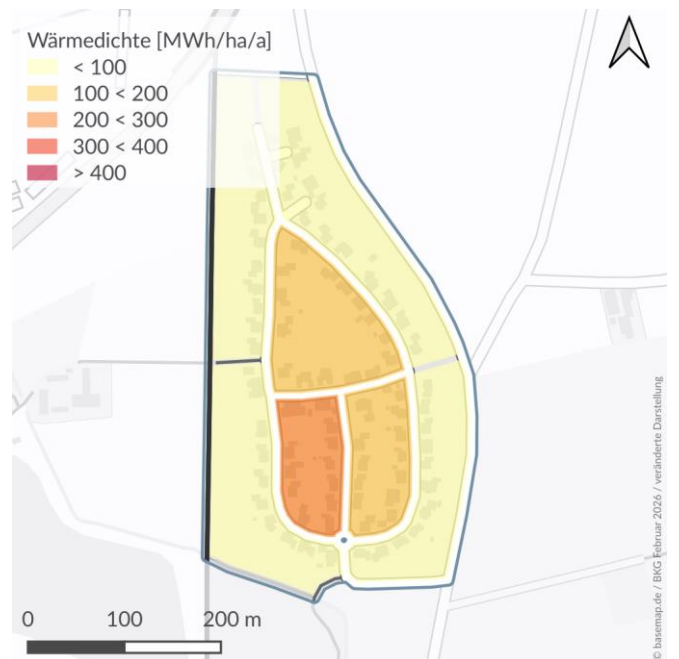 Wärmedichte [MWh/ha/a]
< 100
100 < 200
200 < 300
300 < 400
> 400
0 100 200 m
© basemap.de / BKG Februar 2026 / veränderte Darstellung